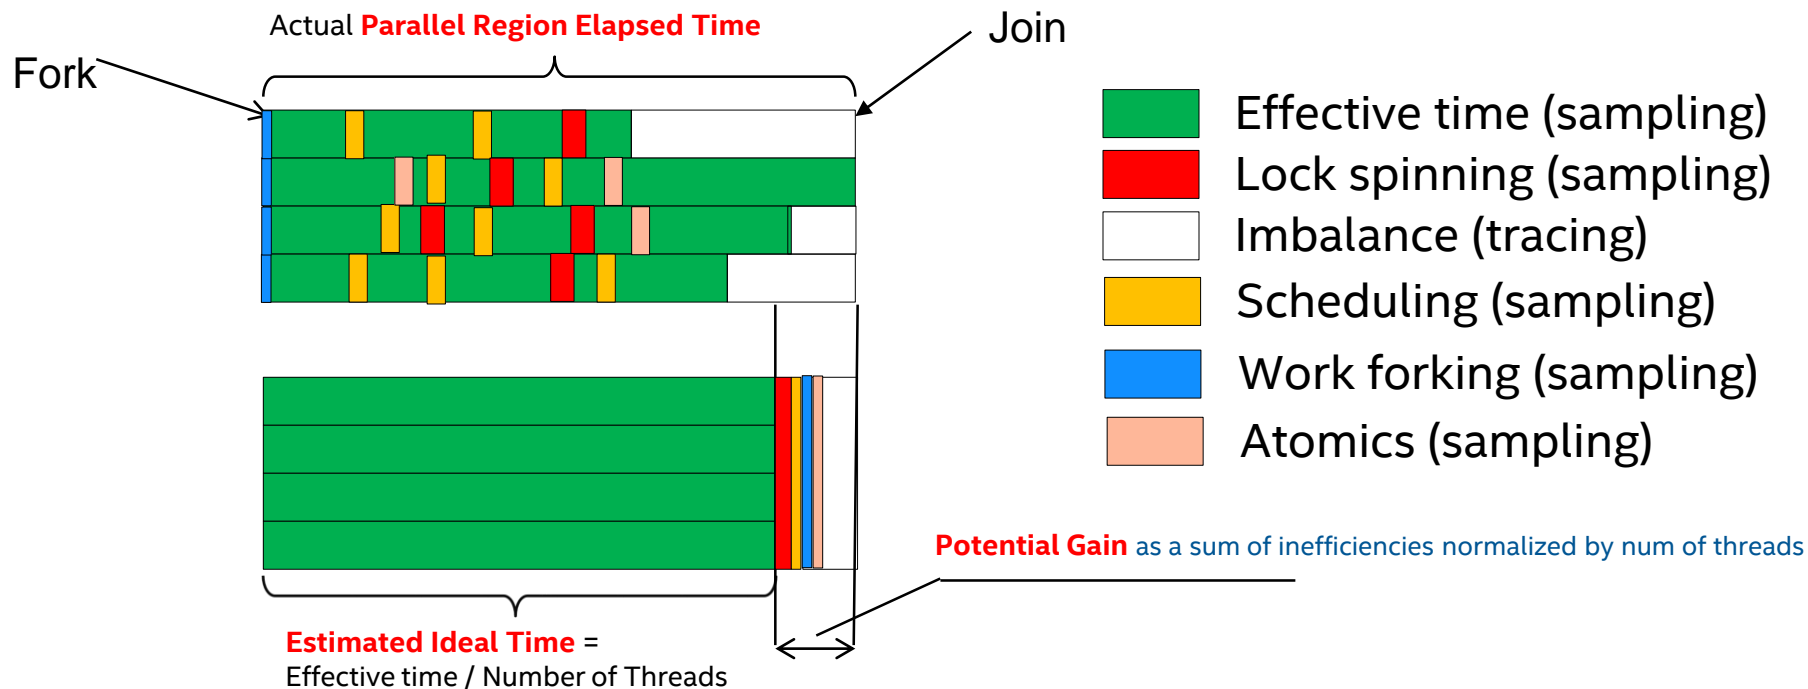 Actual Parallel Region Elapsed Time
Join
Fork
Effective time (sampling)
Lock spinning (sampling)
Imbalance (tracing)
Scheduling (sampling)
Work forking (sampling)
Atomics (sampling)
Potential Gain as a sum of inefficiencies normalized by num of threads
Estimated Ideal Time =
Effective time / Number of Threads